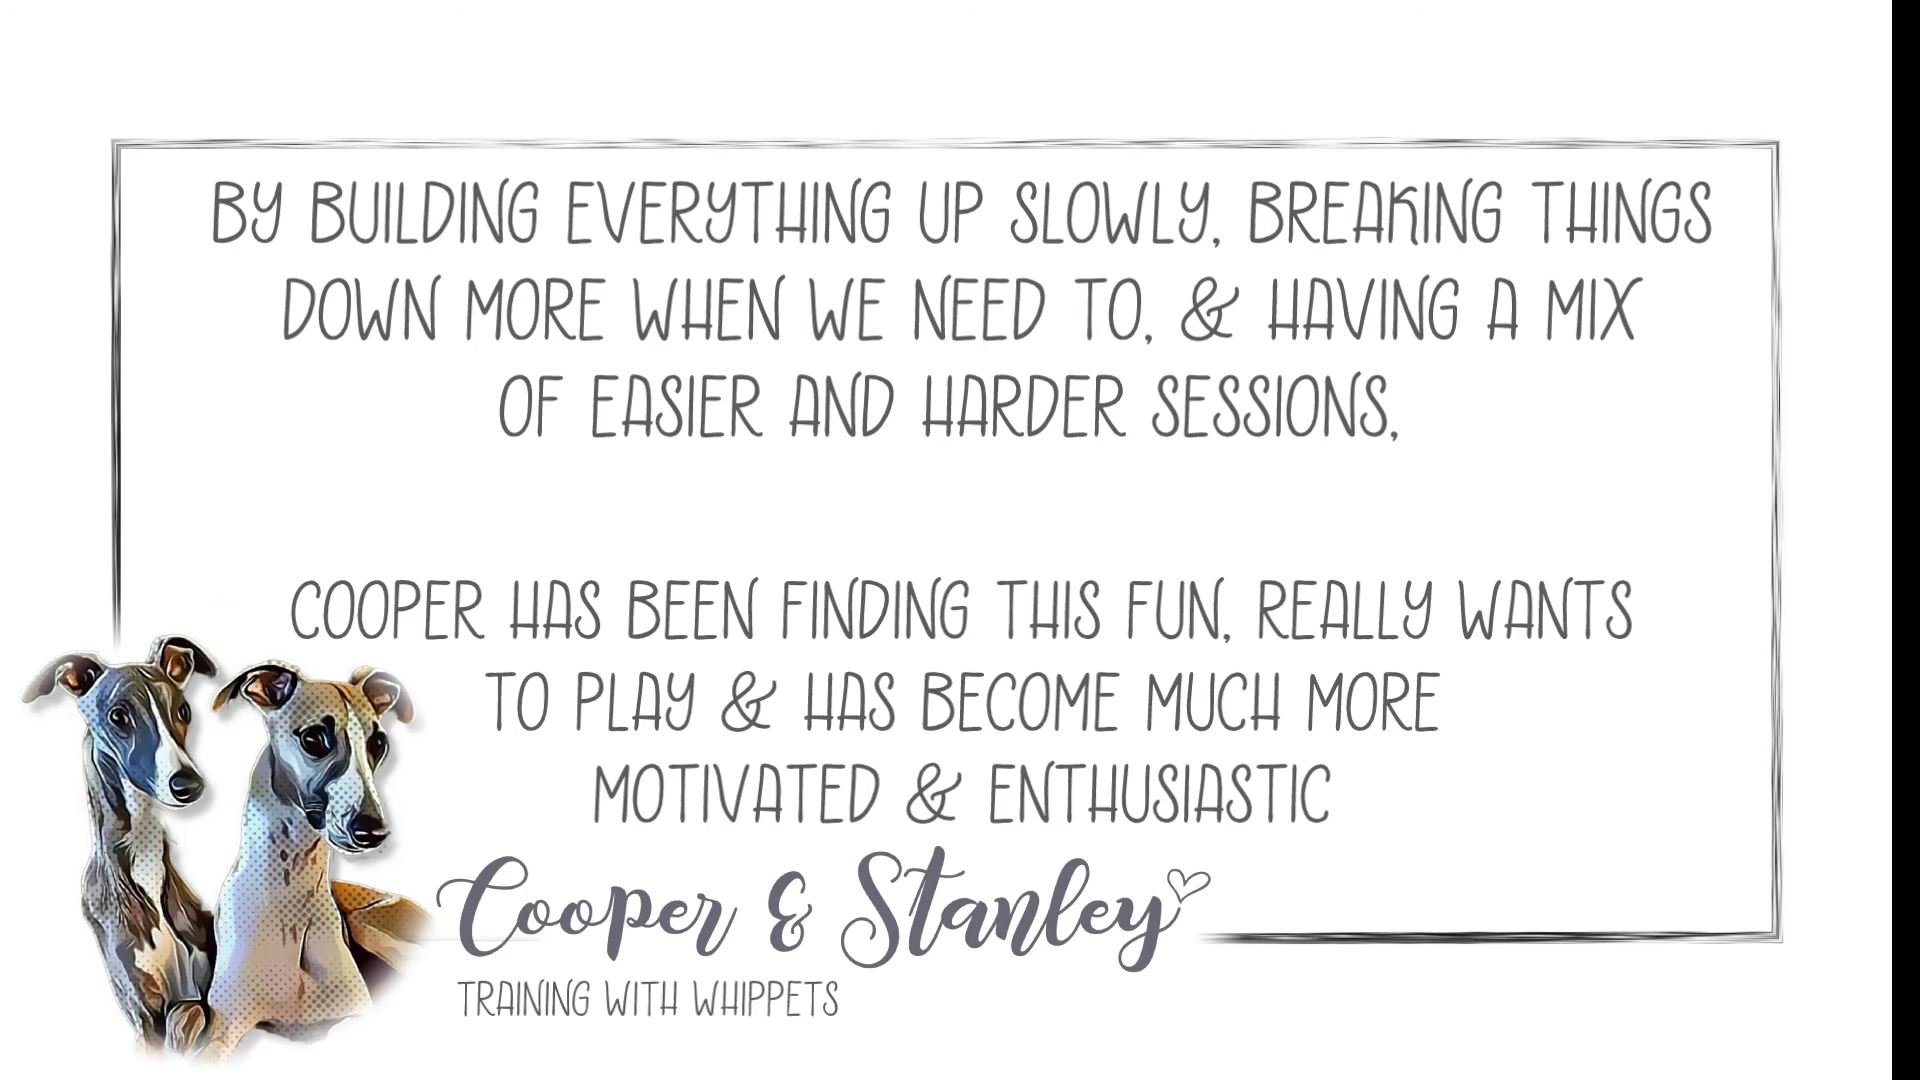 BY BUILDING EVERYTHING UP SLOWLY, BREAKING THINGS
DOWN MORE WHEN WE NEED TO, & HAVING A MIX
OF EASIER AND HARDER SESSIONS,
COOPER HAS BEEN FINDING THIS FUN, REALLY WANTS
TO PLAY & HAS BECOME MUCH MORE
MOTIVATED & ENTHUSIASTIC
Cooper & Stanley
TRAINING WITH WHIPPETS